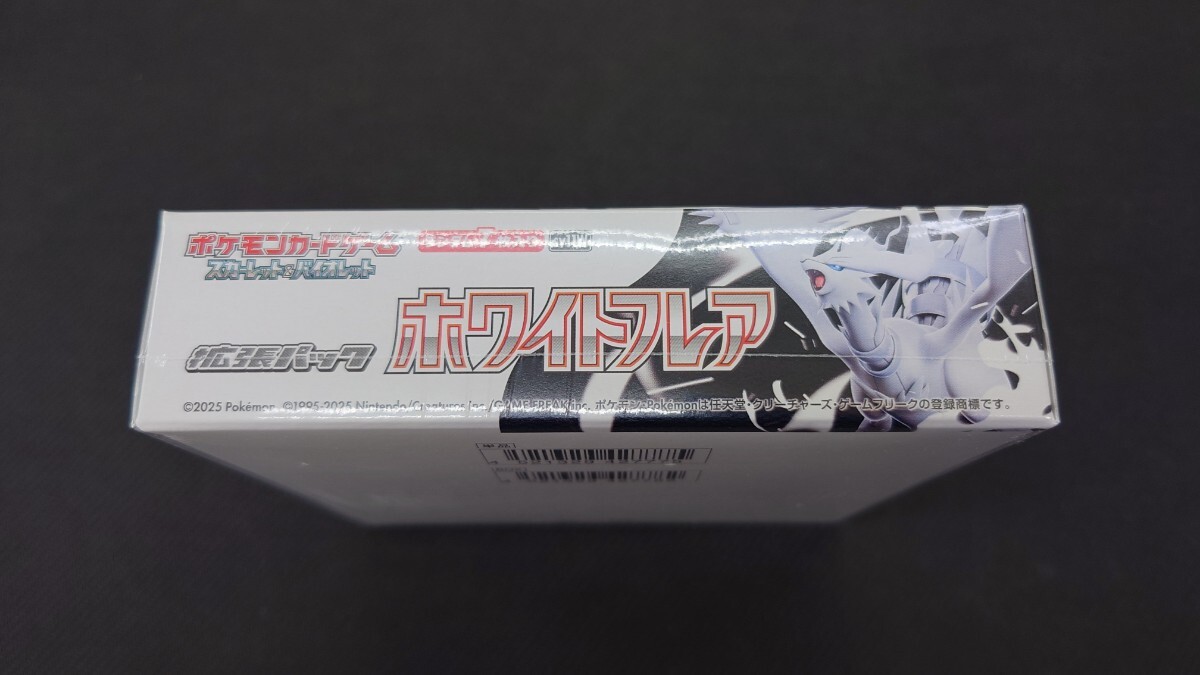 ポケモンカードゲーム
スカーレット&バイオレット
拡張パック
ホワイトフレア
©2025 Pokémon. ©1995-2025 Nintendo/Creatures Inc./GAME FREAK inc. ポケモン・Pokémonは任天堂・クリーチャーズ・ゲームフリークの登録商標です。